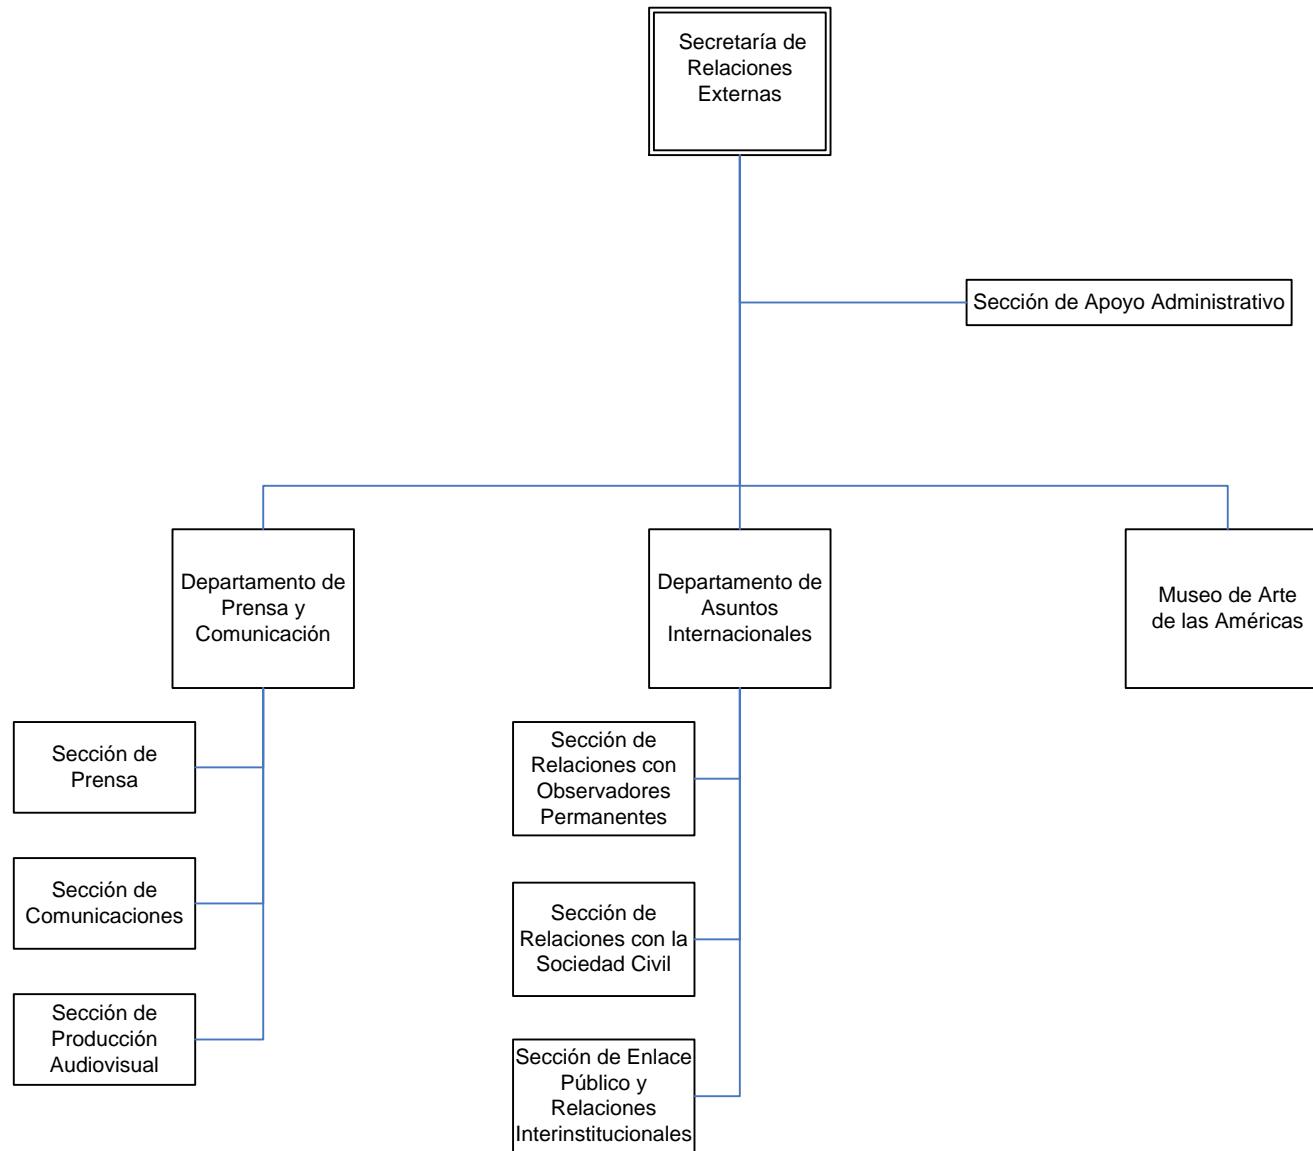 Secretaría de
Relaciones
Externas
Sección de Apoyo Administrativo
Departamento de
Prensa y
Comunicación
Departamento de
Asuntos
Internacionales
Museo de Arte
de las Américas
Sección de
Prensa
Sección de
Comunicaciones
Sección de
Producción
Audiovisual
Sección de
Relaciones con
Observadores
Permanentes
Sección de
Relaciones con la
Sociedad Civil
Sección de Enlace
Público y
Relaciones
Interinstitucionales